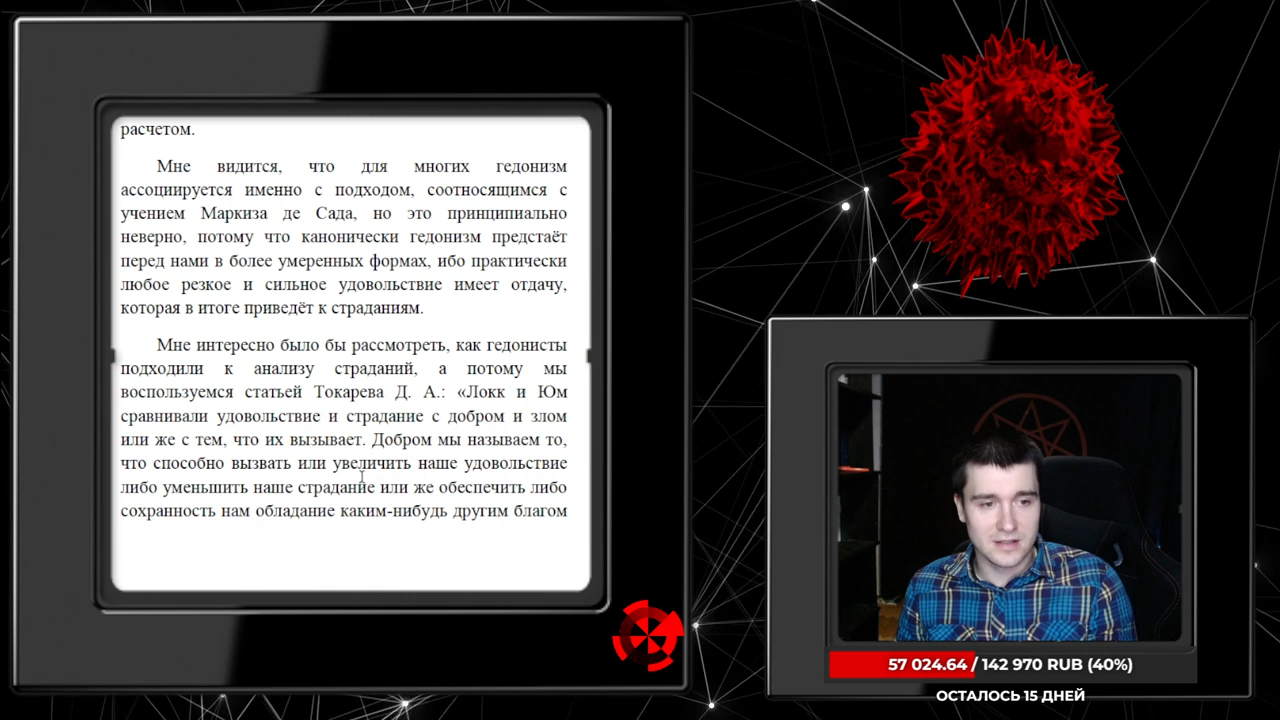 расчетом.
Мне видится, что для многих гедонизм
ассоциируется именно с подходом, соотносящимся с
учением Маркиза де Сада, но это принципиально
неверно, потому что канонически гедонизм предстаёт
перед нами в более умеренных формах, ибо практически
любое резкое и сильное удовольствие имеет отдачу,
которая в итоге приведёт к страданиям.
Мне интересно было бы рассмотреть, как гедонисты
подходили к анализу страданий, а потому мы
воспользуемся статьей Токарева Д. А.: «Локк и Юм
сравнивали удовольствие и страдание с добром и злом
или же с тем, что их вызывает. Добром мы называем то,
что способно вызвать или увеличить наше удовольствие
либо уменьшить наше страдание или же обеспечить либо
сохранность нам обладание каким-нибудь другим благом
57 024.64 / 142 970 RUB (40%)
ОСТАЛОСЬ 15 ДНЕЙ